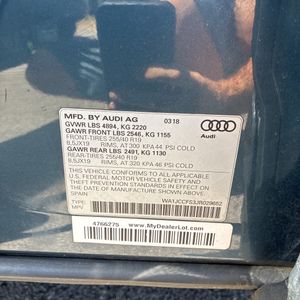 MFD. BY AUDI AG 03/18
GVWR LBS 4894, KG 2220
GAWR FRONT LBS 2546, KG 1155
FRONT-TIRES 255/40 R19
8,5JX19 RIMS, AT 300 KPA 44 PSI COLD
GAWR REAR LBS 2491, KG 1130
REAR-TIRES 255/40 R19
8,5JX19 RIMS, AT 320 KPA 46 PSI COLD
Audi
THIS VEHICLE CONFORMS TO ALL APPLICABLE
U.S. FEDERAL MOTOR VEHICLE SAFETY AND
THEFT PREVENTION STANDARDS IN EFFECT ON THE
DATE OF MANUFACTURE SHOWN ABOVE.
TYPE: MPV
4766275 www.MyDealerLot.com